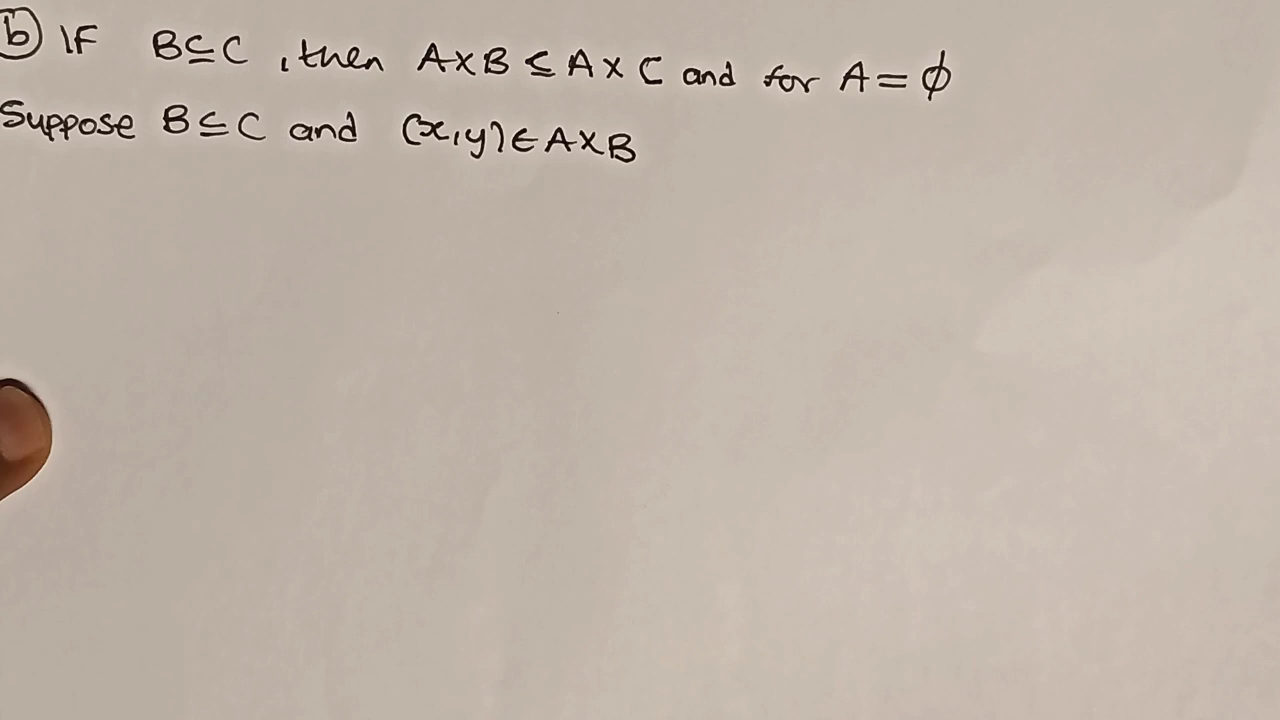 (b) IF B⊆C, then A×B ⊆ A×C and for A=ϕ
Suppose B⊆C and (x,y)∈A×B